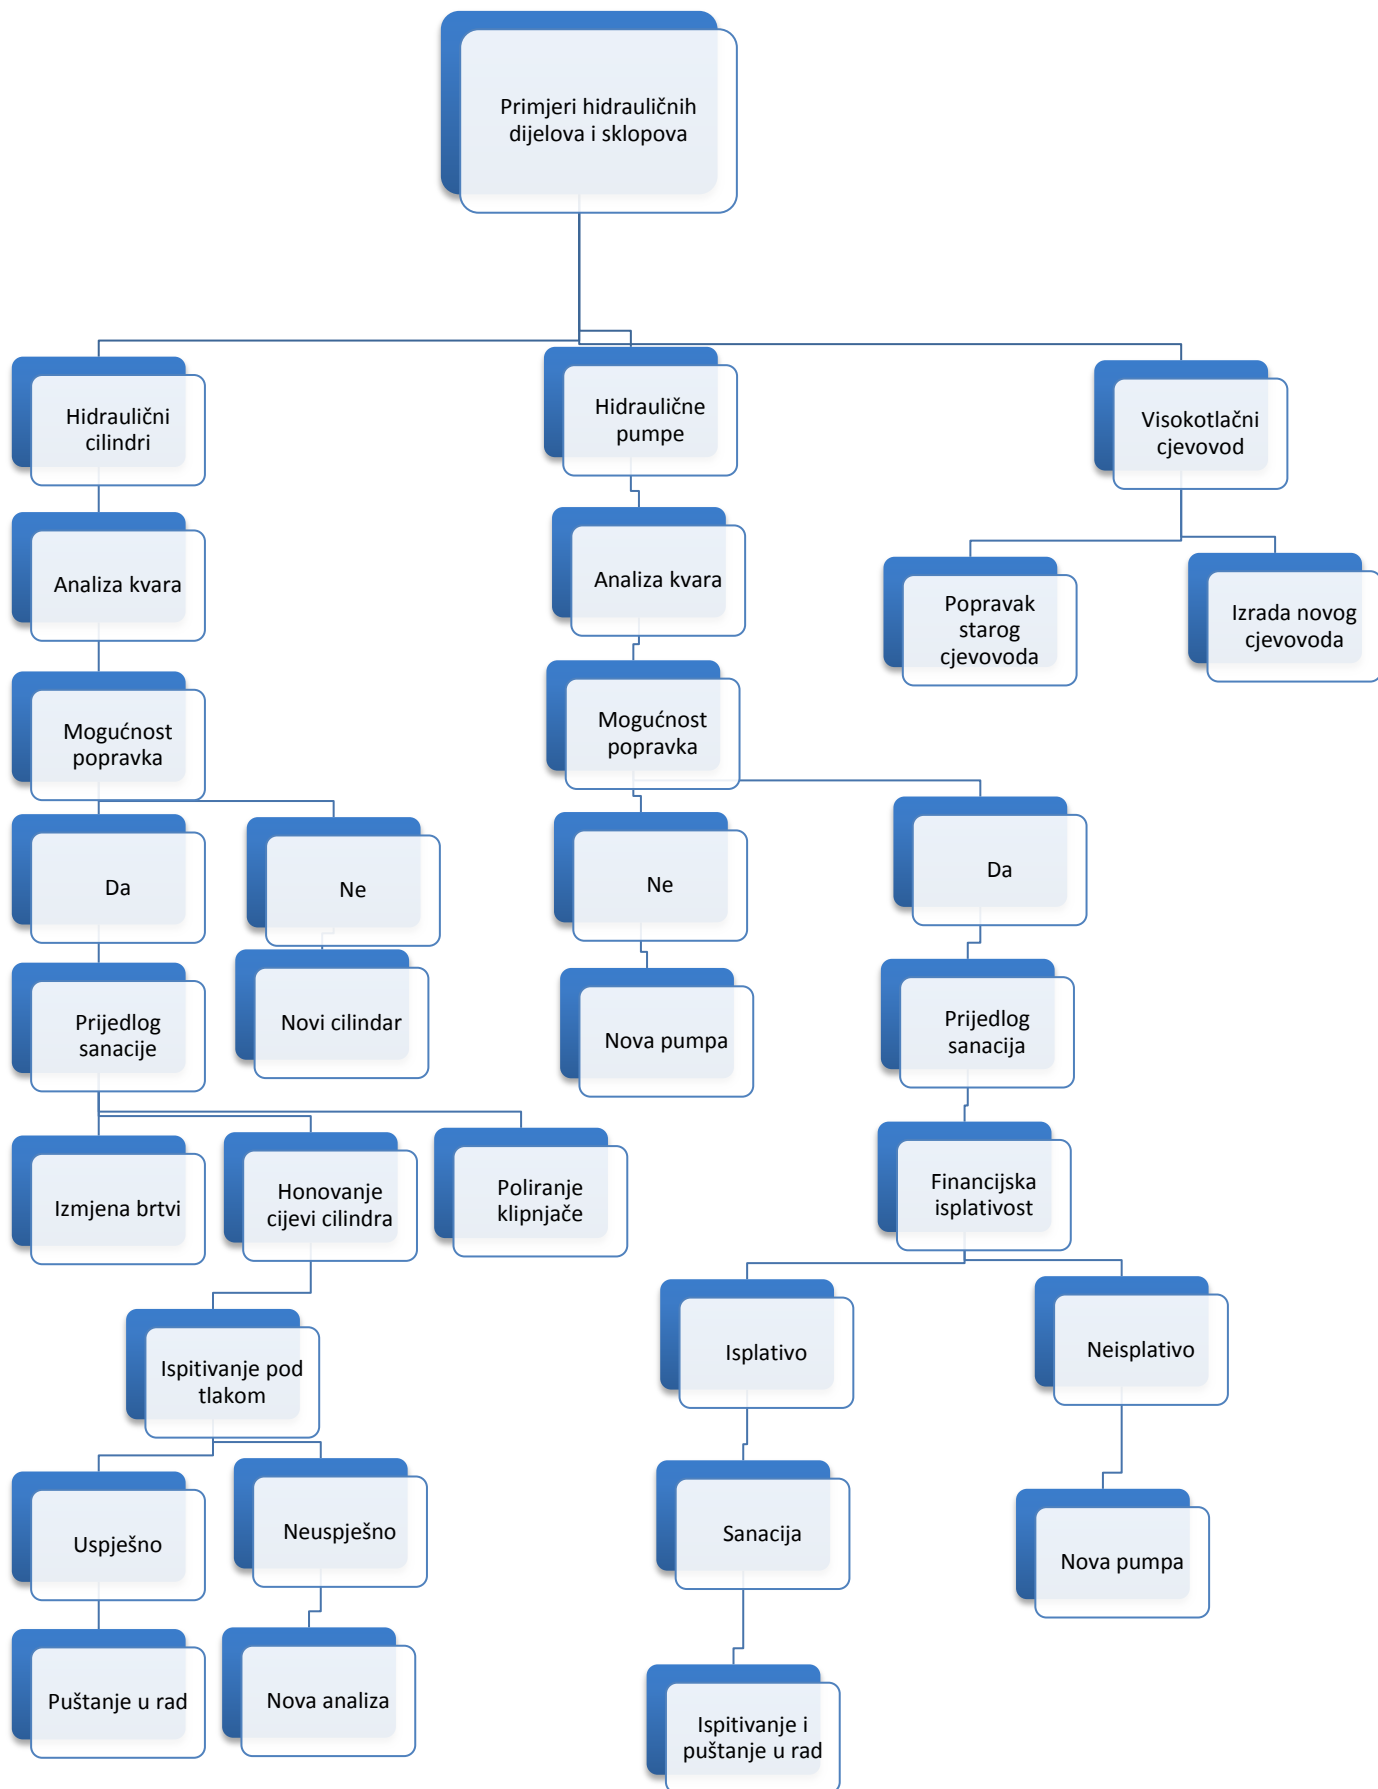 Primjeri hidrauličnih
dijelova i sklopova
Hidraulični
cilindri
Hidraulične
pumpe
Visokotlačni
cjevovod
Analiza kvara
Analiza kvara
Popravak
starog
cjevovoda
Izrada novog
cjevovoda
Mogućnost
popravka
Mogućnost
popravka
Da
Ne
Ne
Da
Prijedlog
sanacije
Novi cilindar
Nova pumpa
Prijedlog
sanacija
Izmjena brtvi
Honovanje
cijevi cilindra
Poliranje
klipnjače
Financijska
isplativost
Ispitivanje pod
tlakom
Isplativo
Neisplativo
Uspješno
Neuspješno
Sanacija
Nova pumpa
Puštanje u rad
Nova analiza
Ispitivanje i
puštanje u rad